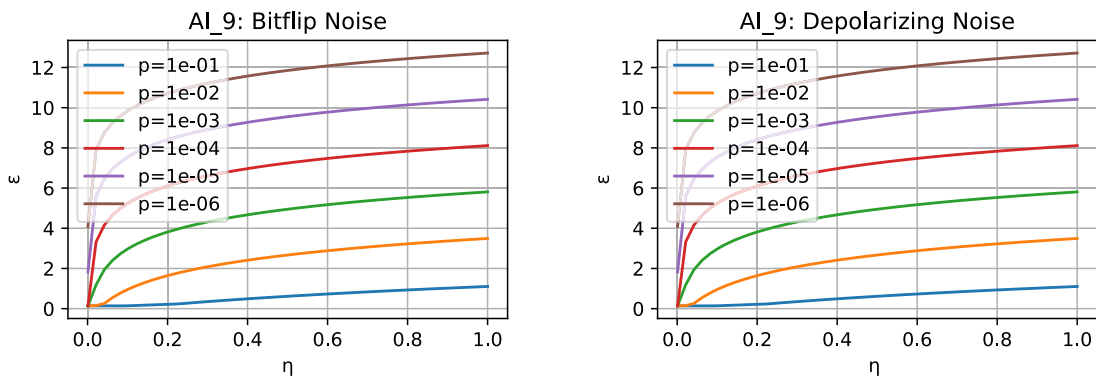 AI_9: Bitflip Noise
ε
12
10
8
6
4
2
0
p=1e-01
p=1e-02
p=1e-03
p=1e-04
p=1e-05
p=1e-06
0.0 0.2 0.4 0.6 0.8 1.0
η
AI_9: Depolarizing Noise
ε
12
10
8
6
4
2
0
p=1e-01
p=1e-02
p=1e-03
p=1e-04
p=1e-05
p=1e-06
0.0 0.2 0.4 0.6 0.8 1.0
η